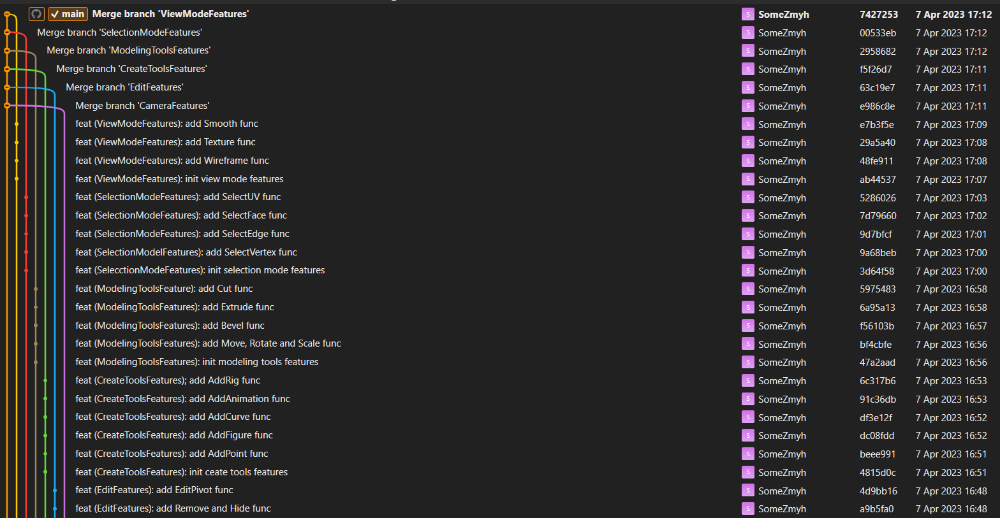 main Merge branch 'ViewModeFeatures' S SomeZmyh 7427253 7 Apr 2023 17:12
Merge branch 'SelectionModeFeatures' S SomeZmyh 00533eb 7 Apr 2023 17:12
Merge branch 'ModelingToolsFeatures' S SomeZmyh 2958682 7 Apr 2023 17:12
Merge branch 'CreateToolsFeatures' S SomeZmyh f5f26d7 7 Apr 2023 17:11
Merge branch 'EditFeatures' S SomeZmyh 63c19e7 7 Apr 2023 17:11
Merge branch 'CameraFeatures' S SomeZmyh e986c8e 7 Apr 2023 17:11
feat (ViewModeFeatures): add Smooth func S SomeZmyh e7b3f5e 7 Apr 2023 17:09
feat (ViewModeFeatures): add Texture func S SomeZmyh 29a5a40 7 Apr 2023 17:08
feat (ViewModeFeatures): add Wireframe func S SomeZmyh 48fe911 7 Apr 2023 17:08
feat (ViewModeFeatures): init view mode features S SomeZmyh ab44537 7 Apr 2023 17:07
feat (SelectionModeFeatures): add SelectUV func S SomeZmyh 5286026 7 Apr 2023 17:03
feat (SelectionModeFeatures): add SelectFace func S SomeZmyh 7d79660 7 Apr 2023 17:02
feat (SelectionModeFeatures): add SelectEdge func S SomeZmyh 9d7bfcf 7 Apr 2023 17:01
feat (SelectionModelFeatures): add SelectVertex func S SomeZmyh 9a68beb 7 Apr 2023 17:00
feat (SelecctionModeFeatures): init selection mode features S SomeZmyh 3d64f58 7 Apr 2023 17:00
feat (ModelingToolsFeature): add Cut func S SomeZmyh 5975483 7 Apr 2023 16:58
feat (ModelingToolsFeatures): add Extrude func S SomeZmyh 6a95a13 7 Apr 2023 16:58
feat (ModelingToolsFeatures): add Bevel func S SomeZmyh f56103b 7 Apr 2023 16:57
feat (ModelingToolsFeatures): add Move, Rotate and Scale func S SomeZmyh bf4cbfe 7 Apr 2023 16:56
feat (ModelingToolsFeatures): init modeling tools features S SomeZmyh 47a2aad 7 Apr 2023 16:56
feat (CreateToolsFeatures); add AddRig func S SomeZmyh 6c317b6 7 Apr 2023 16:53
feat (CreateToolsFeatures): add AddAnimation func S SomeZmyh 91c36db 7 Apr 2023 16:53
feat (CreateToolsFeatures): add AddCurve func S SomeZmyh df3e12f 7 Apr 2023 16:52
feat (CreateToolsFeatures): add AddFigure func S SomeZmyh dc08fdd 7 Apr 2023 16:52
feat (CreateToolsFeatures): add AddPoint func S SomeZmyh beee991 7 Apr 2023 16:51
feat (CreateToolsFeatures): init ceate tools features S SomeZmyh 4815d0c 7 Apr 2023 16:51
feat (EditFeatures): add EditPivot func S SomeZmyh 4d9bb16 7 Apr 2023 16:48
feat (EditFeatures): add Remove and Hide func S SomeZmyh a9b5fa0 7 Apr 2023 16:48